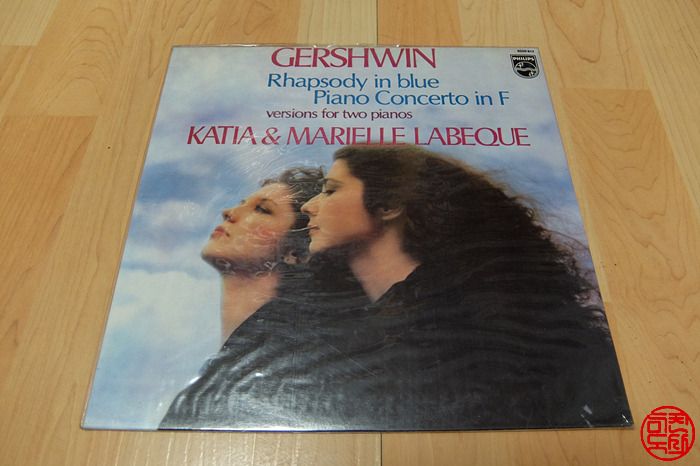 GERSHWIN
PHILIPS
Rhapsody in blue
Piano Concerto in F
versions for two pianos
KATIA & MARIELLE LABEQUE